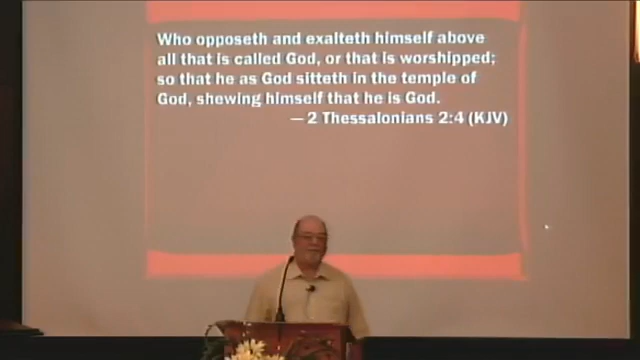 Who opposeth and exalteth himself above
all that is called God, or that is worshipped;
so that he as God sitteth in the temple of
God, shewing himself that he is God.
— 2 Thessalonians 2:4 (KJV)